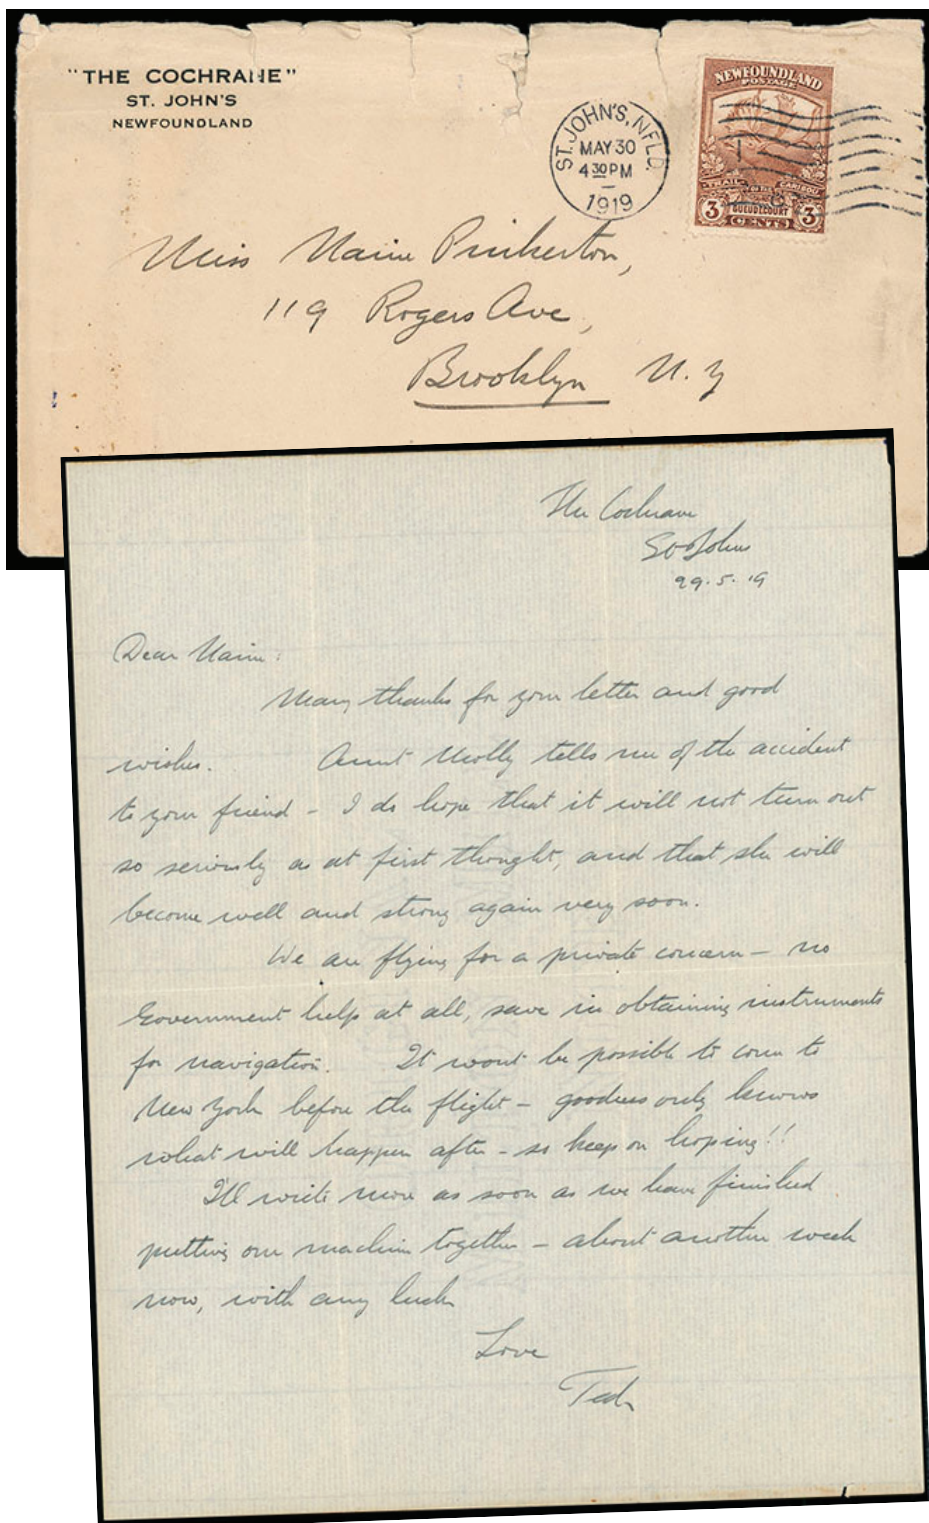 "THE COCHRANE"
ST. JOHN'S
NEWFOUNDLAND
ST. JOHN'S, NFLD.
MAY 30
4 30 PM
1919
NEWFOUNDLAND
POSTAGE
TRAIL OF THE CARIBOU
3 GUEUDECOURT 3
CENTS
Miss Pinkerton,
119 Rogers Ave,
Brooklyn N.Y
The Cochrane
St Johns
29.5.19
Dear
Many thanks for your letter and good
wishes. Aunt Molly tells me of the accident
to your friend - I do hope that it will not turn out
so seriously as at first thought, and that she will
become well and strong again very soon.
We are flying for a private concern - no
Government help at all, save in obtaining instruments
for navigation. It wont be possible to come to
New York before the flight - goodness only knows
what will happen after - so keep on hoping!!
I'll write more as soon as we have finished
putting our machine together - about another week
now, with any luck
Love
Ted